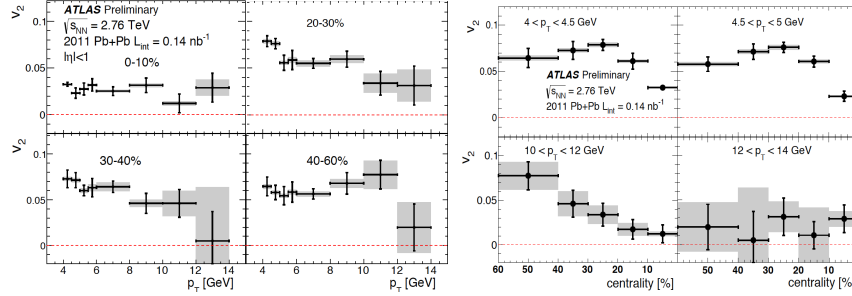 ATLAS Preliminary
√sNN = 2.76 TeV
2011 Pb+Pb Lint = 0.14 nb-1
|η|<1
0-10%
20-30%
30-40%
40-60%
v2
0.1
0.05
0
v2
0.1
0.05
0
4 6 8 10 12 14
pT [GeV]
4 6 8 10 12 14
pT [GeV]
4 < pT < 4.5 GeV
4.5 < pT < 5 GeV
ATLAS Preliminary
√sNN = 2.76 TeV
2011 Pb+Pb Lint = 0.14 nb-1
10 < pT < 12 GeV
12 < pT < 14 GeV
v2
0.1
0.05
0
v2
0.1
0.05
0
60 50 40 30 20 10
centrality [%]
50 40 30 20 10
centrality [%]